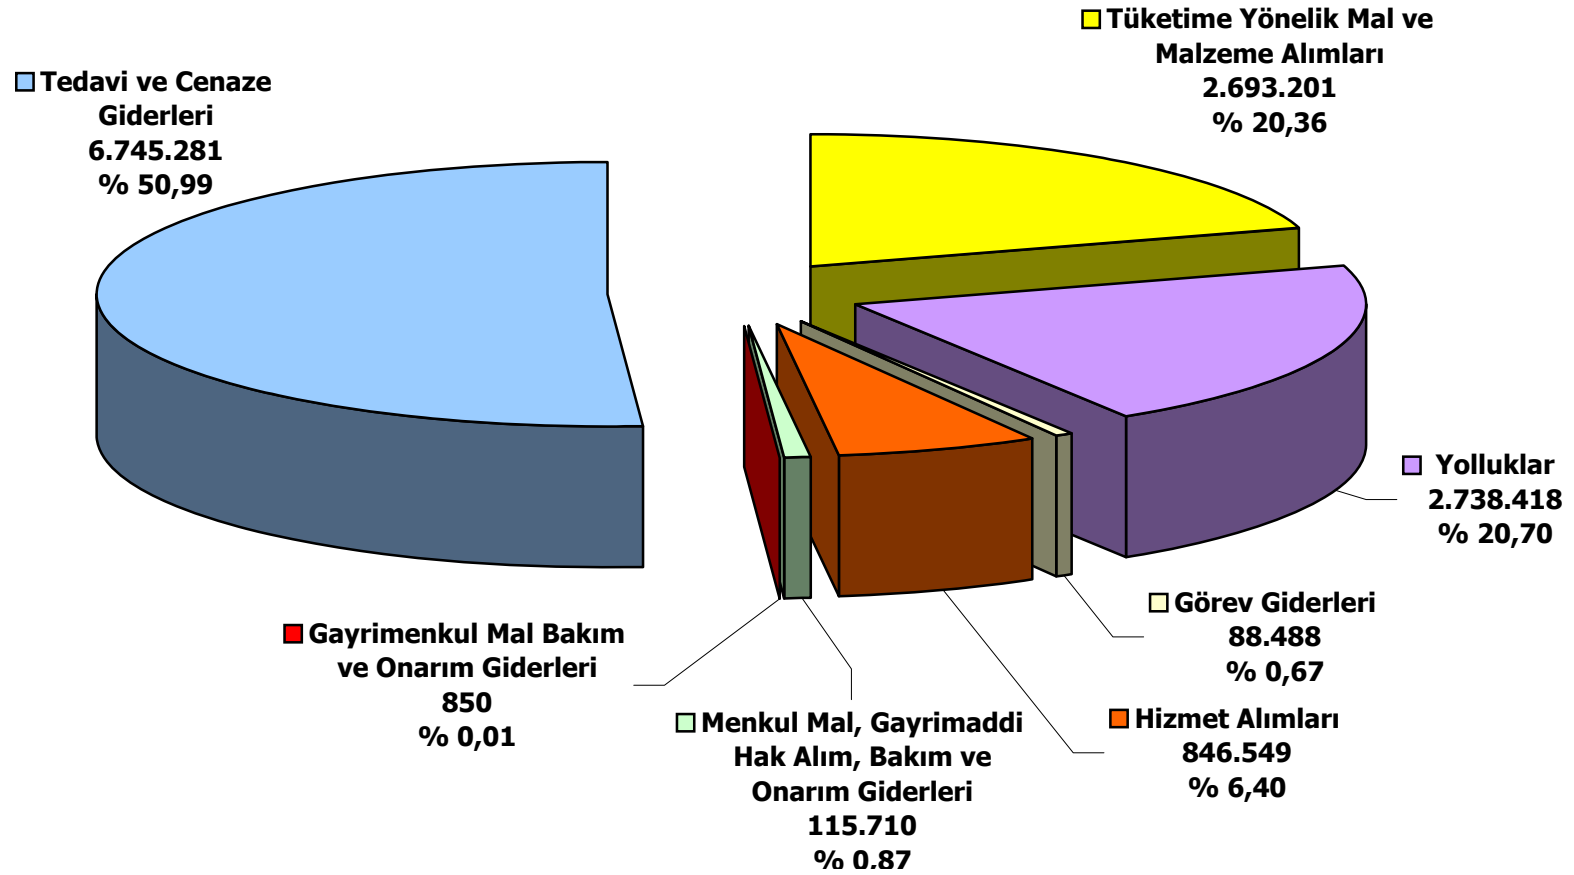 Tüketime Yönelik Mal ve
Malzeme Alımları
2.693.201
% 20,36
Tedavi ve Cenaze
Giderleri
6.745.281
% 50,99
Yolluklar
2.738.418
% 20,70
Görev Giderleri
88.488
% 0,67
Gayrimenkul Mal Bakım
ve Onarım Giderleri
850
% 0,01
Menkul Mal, Gayrimaddi
Hak Alım, Bakım ve
Onarım Giderleri
115.710
% 0,87
Hizmet Alımları
846.549
% 6,40